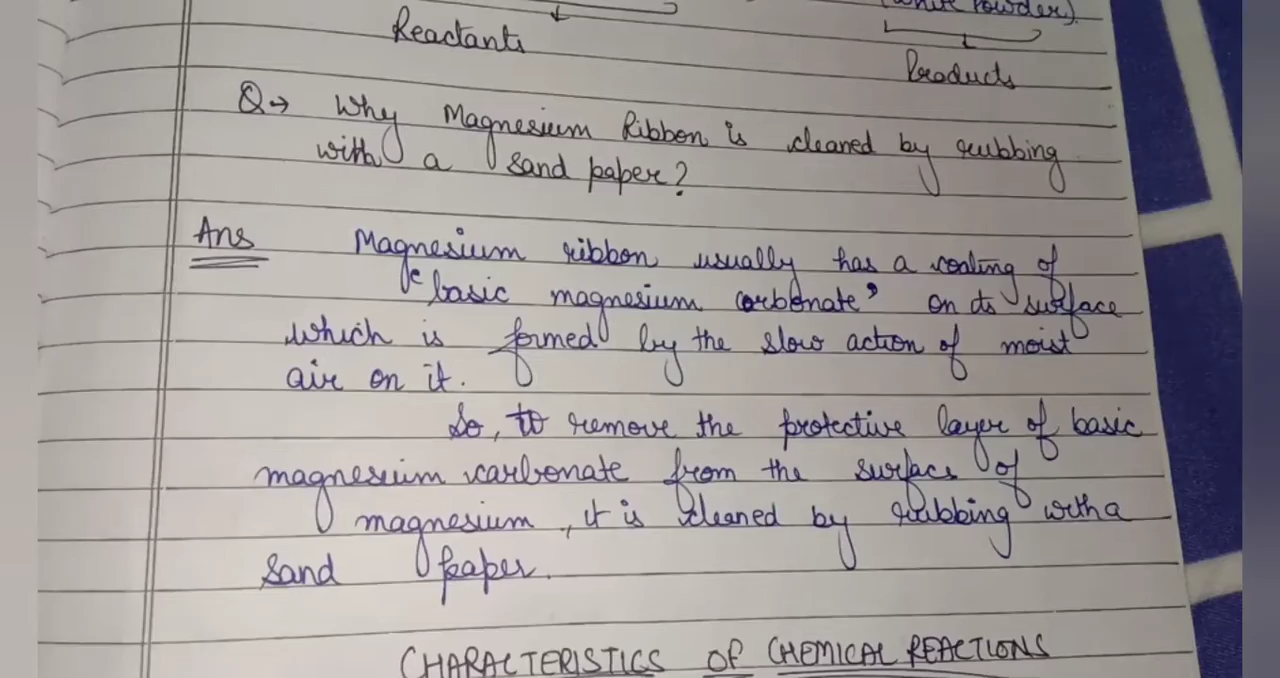 (White Powder)
Reactants
Products
Q→ Why Magnesium Ribbon is cleaned by rubbing
with a sand paper?
Ans Magnesium ribbon usually has a coating of
"basic magnesium carbonate" on its surface
which is formed by the slow action of moist
air on it.
So, to remove the protective layer of basic
magnesium carbonate from the surface of
magnesium, it is cleaned by rubbing with a
sand paper.
CHARACTERISTICS OF CHEMICAL REACTIONS